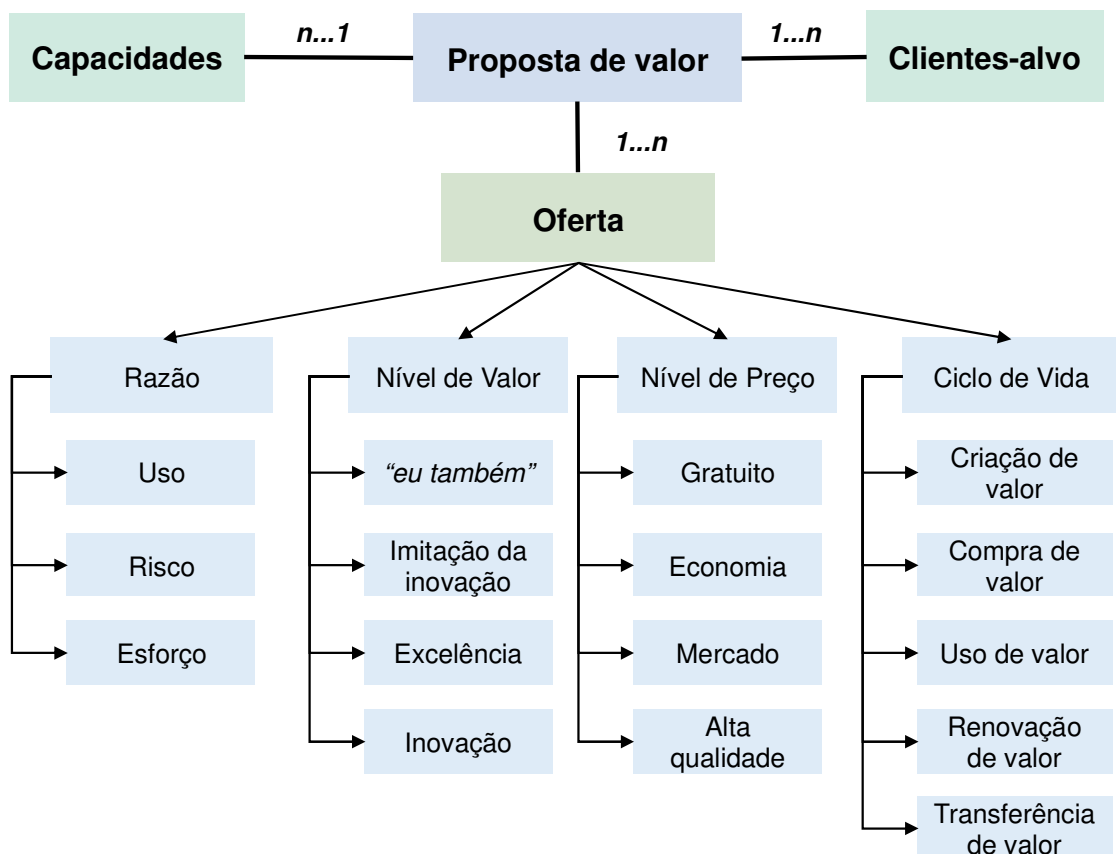 Capacidades
n...1
Proposta de valor
1...n
Clientes-alvo
1...n
Oferta
Razão
Nível de Valor
Nível de Preço
Ciclo de Vida
Uso
“eu também”
Gratuito
Criação de
valor
Risco
Imitação da
inovação
Economia
Compra de
valor
Esforço
Excelência
Mercado
Uso de valor
Inovação
Alta
qualidade
Renovação
de valor
Transferência
de valor